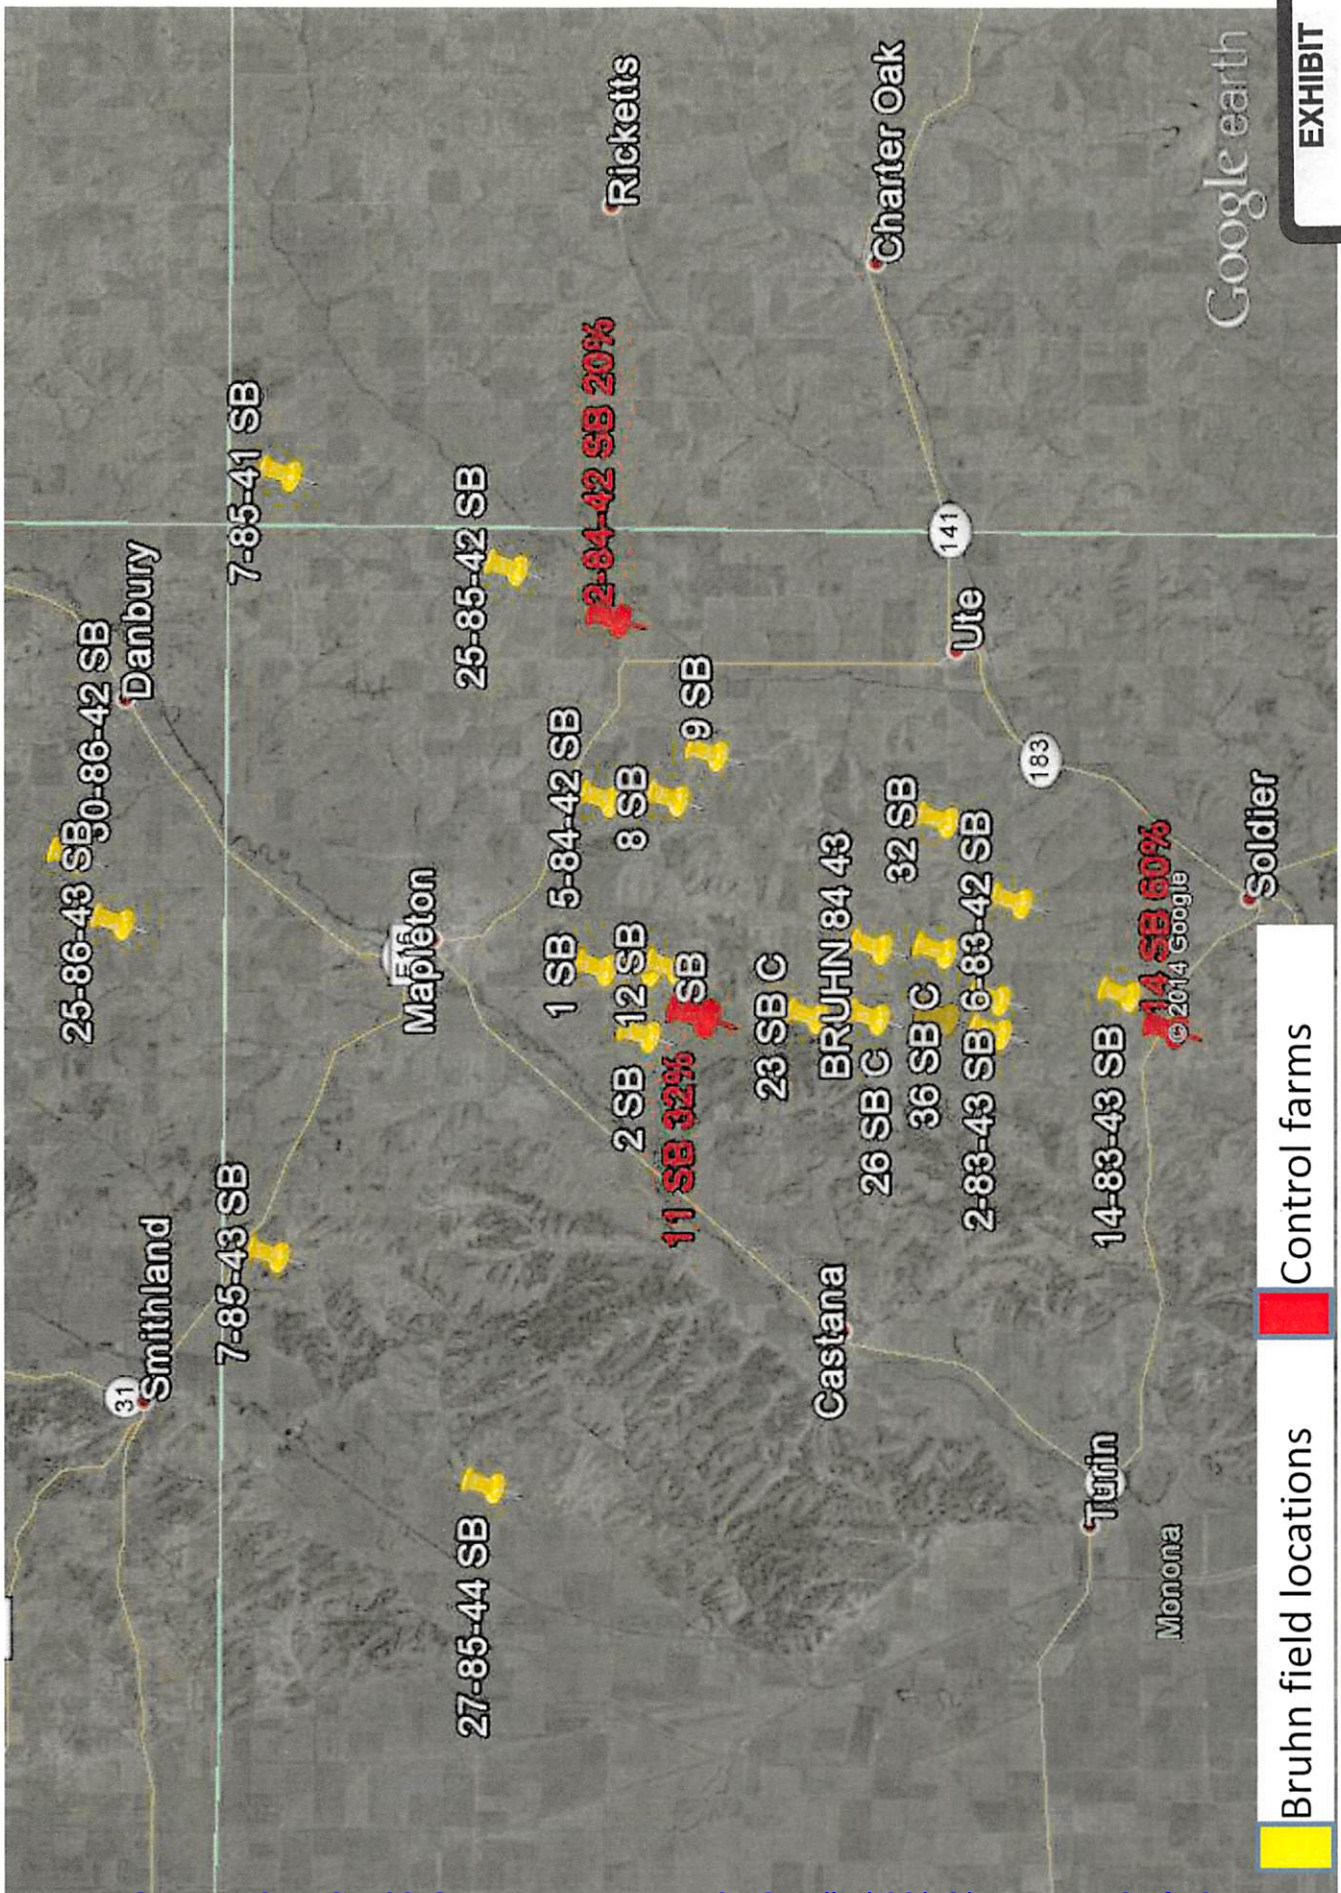 Smithland
31
7-85-43 SB
27-85-44 SB
25-86-43 SB
30-86-42 SB
Danbury
7-85-41 SB
25-85-42 SB
Mapleton
2-84-42 SB 20%
Ricketts
5-84-42 SB
8 SB
9 SB
1 SB
12 SB
2 SB
SB
11 SB 32%
23 SB C
BRUHN 84 43
26 SB C
36 SB C
32 SB
6-83-42 SB
2-83-43 SB
14-83-43 SB
14 SB 60%
© 2014 Google
Castana
Turin
Monona
Ute
141
183
Soldier
Charter Oak
Google earth
Bruhn field locations
Control farms
EXHIBIT